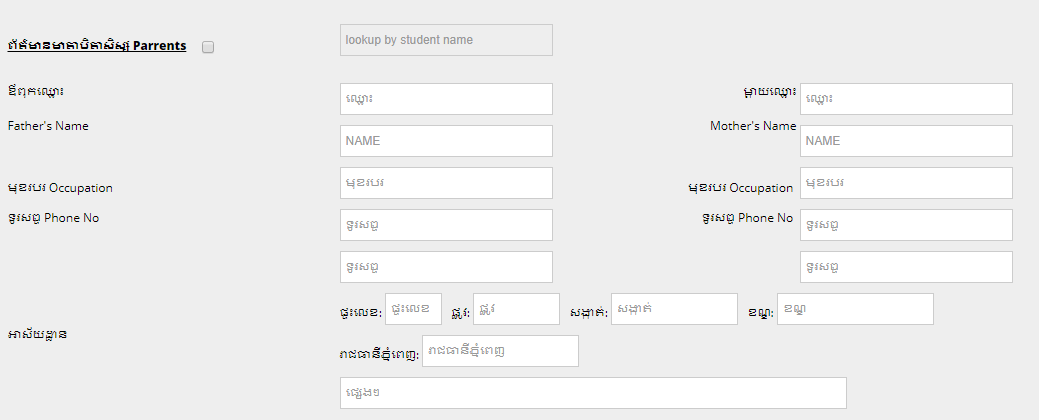 ព័ត៌មានមាតាបិតាសិស្ស Parrents lookup by student name
ឪពុកឈ្មោះ ឈ្មោះ ម្តាយឈ្មោះ ឈ្មោះ
Father's Name NAME Mother's Name NAME
មុខរបរ Occupation មុខរបរ មុខរបរ Occupation មុខរបរ
ទូរសព្ទ Phone No ទូរសព្ទ ទូរសព្ទ Phone No ទូរសព្ទ
ទូរសព្ទ ទូរសព្ទ
ផ្ទះលេខ: ផ្ទះលេខ ផ្លូវ: ផ្លូវ សង្កាត់: សង្កាត់ ខណ្ឌ: ខណ្ឌ
អាស័យដ្ឋាន
រាជធានីភ្នំពេញ: រាជធានីភ្នំពេញ
ផ្សេងៗ